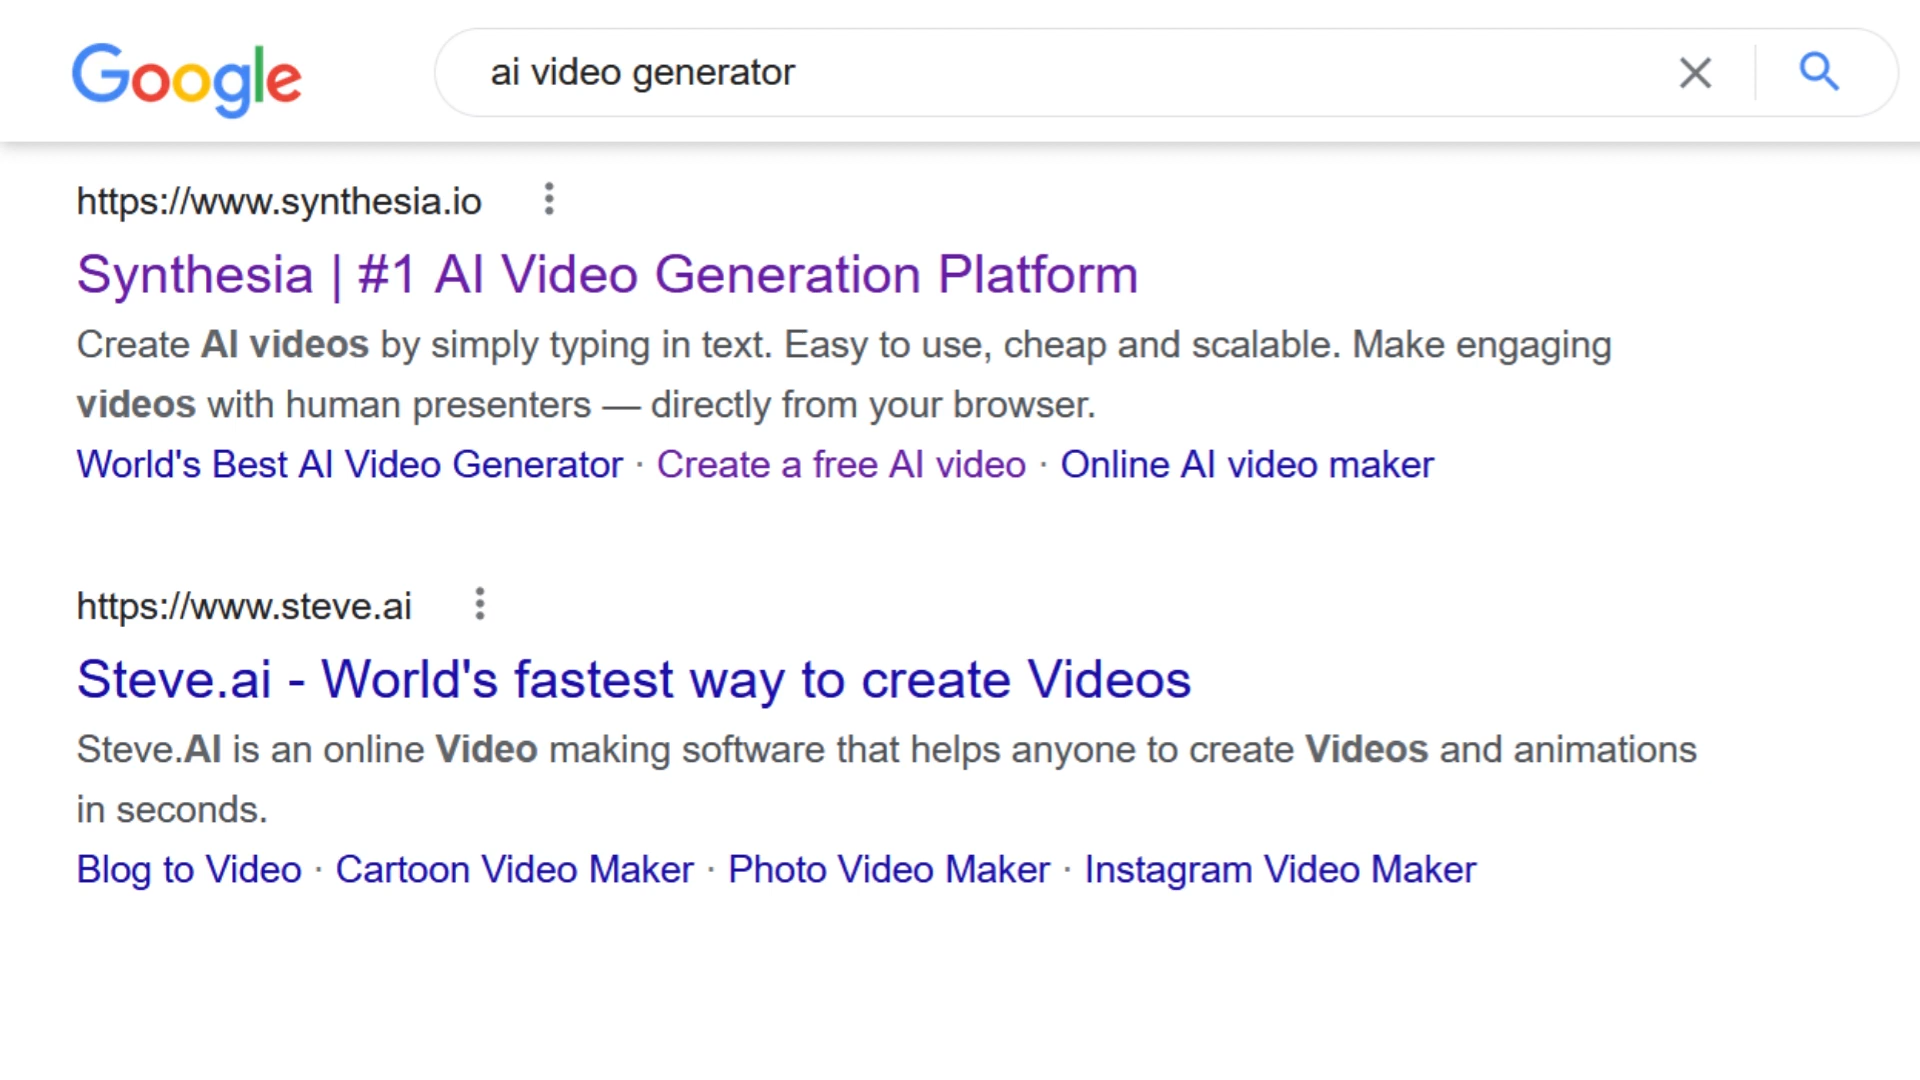 Google
ai video generator
https://www.synthesia.io
Synthesia | #1 AI Video Generation Platform
Create AI videos by simply typing in text. Easy to use, cheap and scalable. Make engaging
videos with human presenters — directly from your browser.
World's Best AI Video Generator · Create a free AI video · Online AI video maker
https://www.steve.ai
Steve.ai - World's fastest way to create Videos
Steve.AI is an online Video making software that helps anyone to create Videos and animations
in seconds.
Blog to Video · Cartoon Video Maker · Photo Video Maker · Instagram Video Maker